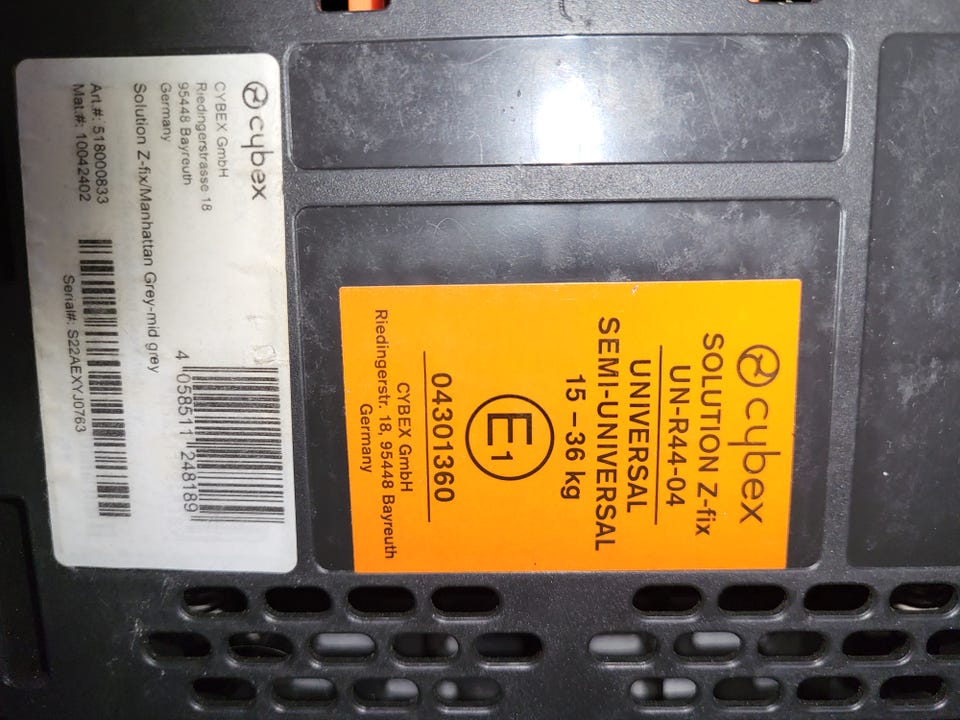 cybex
CYBEX GmbH
Riedingerstrasse 18
95448 Bayreuth
Germany
Solution Z-fix/Manhattan Grey-mid grey
4 058511 248189
Art.#: 518000833
Mat.#: 10042402
Serial#: S22AEXYJ0763
cybex
SOLUTION Z-fix
UN-R44-04
UNIVERSAL
SEMI-UNIVERSAL
15 – 36 kg
E1
04301360
CYBEX GmbH
Riedingerstr. 18, 95448 Bayreuth
Germany